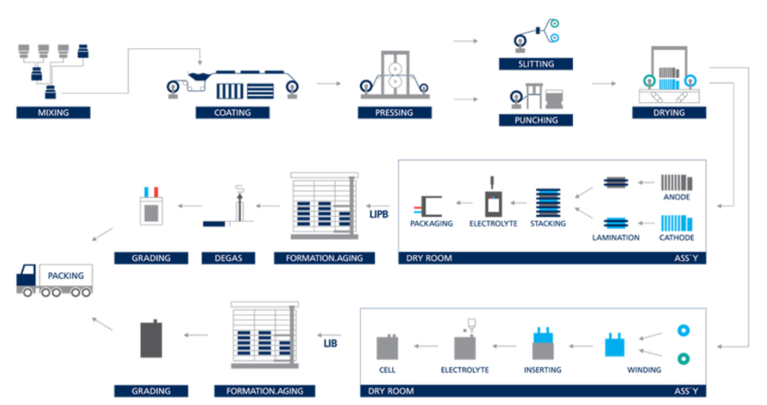 SLITTING
MIXING
COATING
PRESSING
PUNCHING
DRYING
ANODE
LIPB
PACKAGING
ELECTROLYTE
STACKING
LAMINATION
CATHODE
GRADING
DEGAS
FORMATION.AGING
DRY ROOM
ASS`Y
PACKING
LIB
CELL
ELECTROLYTE
INSERTING
WINDING
GRADING
FORMATION.AGING
DRY ROOM
ASS`Y